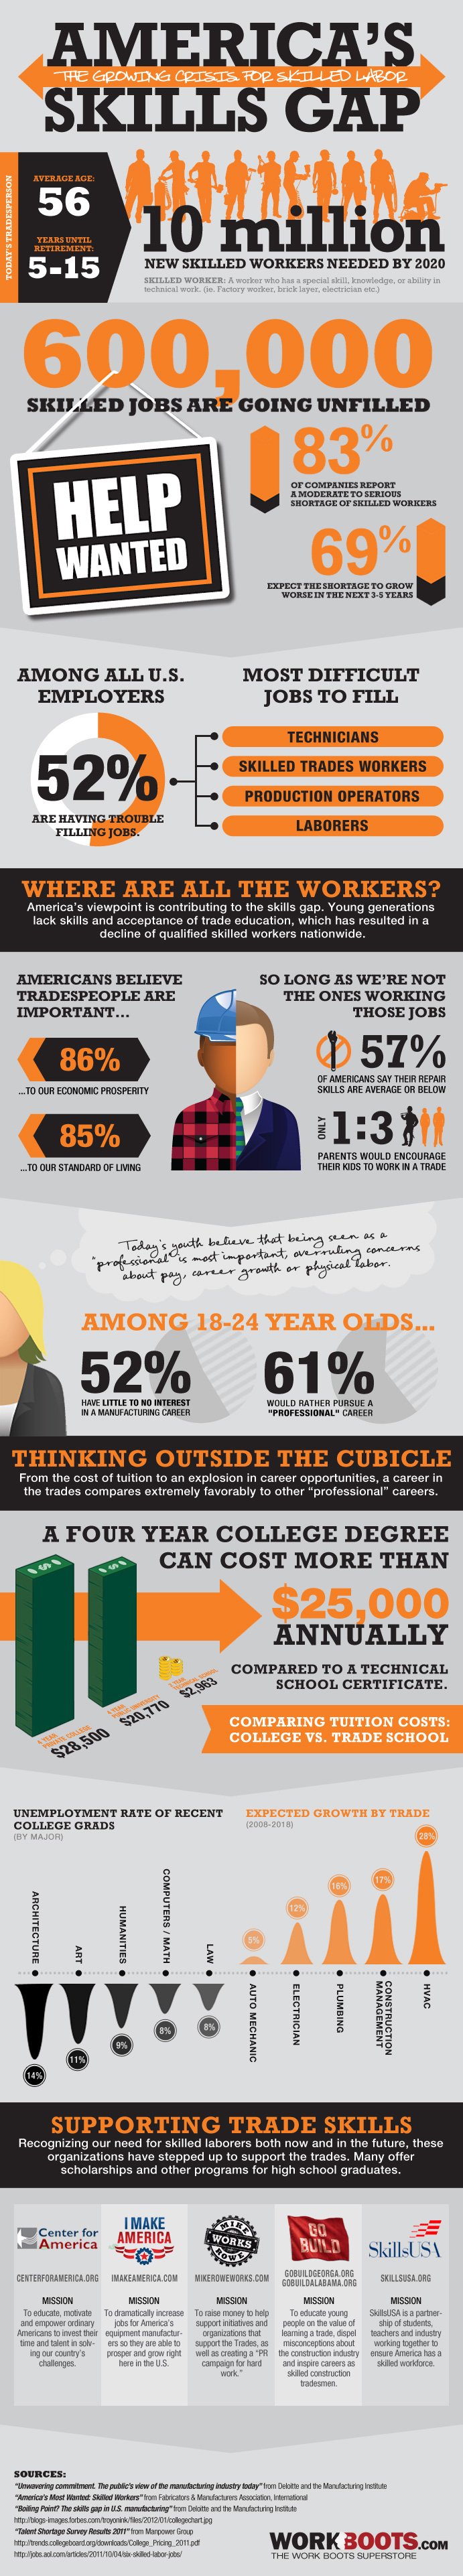 AMERICA'S
THE GROWING CRISIS FOR SKILLED LABOR
SKILLS GAP
TODAY'S TRADESPERSON
AVERAGE AGE:
56
YEARS UNTIL
RETIREMENT:
5-15
10 million
NEW SKILLED WORKERS NEEDED BY 2020
SKILLED WORKER: A worker who has a special skill, knowledge, or ability in
technical work. (ie. Factory worker, brick layer, electrician etc.)
600,000
SKILLED JOBS ARE GOING UNFILLED
HELP
WANTED
83%
OF COMPANIES REPORT
A MODERATE TO SERIOUS
SHORTAGE OF SKILLED WORKERS
69%
EXPECT THE SHORTAGE TO GROW
WORSE IN THE NEXT 3-5 YEARS
AMONG ALL U.S.
EMPLOYERS
52%
ARE HAVING TROUBLE
FILLING JOBS.
MOST DIFFICULT
JOBS TO FILL
TECHNICIANS
SKILLED TRADES WORKERS
PRODUCTION OPERATORS
LABORERS
WHERE ARE ALL THE WORKERS?
America's viewpoint is contributing to the skills gap. Young generations
lack skills and acceptance of trade education, which has resulted in a
decline of qualified skilled workers nationwide.
AMERICANS BELIEVE
TRADESPEOPLE ARE
IMPORTANT...
86%
...TO OUR ECONOMIC PROSPERITY
85%
...TO OUR STANDARD OF LIVING
SO LONG AS WE'RE NOT
THE ONES WORKING
THOSE JOBS
57%
OF AMERICANS SAY THEIR REPAIR
SKILLS ARE AVERAGE OR BELOW
ONLY
1:3
PARENTS WOULD ENCOURAGE
THEIR KIDS TO WORK IN A TRADE
Today's youth believe that being seen as a
"professional" is most important, overruling concerns
about pay, career growth or physical labor.
AMONG 18-24 YEAR OLDS...
52%
HAVE LITTLE TO NO INTEREST
IN A MANUFACTURING CAREER
61%
WOULD RATHER PURSUE A
"PROFESSIONAL" CAREER
THINKING OUTSIDE THE CUBICLE
From the cost of tuition to an explosion in career opportunities, a career in
the trades compares extremely favorably to other "professional" careers.
A FOUR YEAR COLLEGE DEGREE
CAN COST MORE THAN
$25,000
ANNUALLY
COMPARED TO A TECHNICAL
SCHOOL CERTIFICATE.
4 YEAR
PRIVATE COLLEGE
$28,500
4 YEAR
PUBLIC UNIVERSITY
$20,770
TECHNICAL SCHOOL
$2,963
COMPARING TUITION COSTS:
COLLEGE VS. TRADE SCHOOL
UNEMPLOYMENT RATE OF RECENT
COLLEGE GRADS
(BY MAJOR)
ARCHITECTURE
ART
HUMANITIES
COMPUTERS / MATH
LAW
14%
11%
9%
8%
8%
EXPECTED GROWTH BY TRADE
(2008-2018)
5%
12%
16%
17%
28%
AUTO MECHANIC
ELECTRICIAN
PLUMBING
CONSTRUCTION
MANAGEMENT
HVAC
SUPPORTING TRADE SKILLS
Recognizing our need for skilled laborers both now and in the future, these
organizations have stepped up to support the trades. Many offer
scholarships and other programs for high school graduates.
Center for
America
CENTERFORAMERICA.ORG
MISSION
To educate, motivate
and empower ordinary
Americans to invest their
time and talent in solv-
ing our country's
challenges.
I MAKE
AMERICA
IMAKEAMERICA.COM
MISSION
To dramatically increase
jobs for America's
equipment manufactur-
ers so they are able to
prosper and grow right
here in the U.S.
MIKE
ROWE
WORKS
MIKEROWEWORKS.COM
MISSION
To raise money to help
support initiatives and
organizations that
support the Trades, as
well as creating a "PR
campaign for hard
work."
GO
BUILD
GOBUILDGEORGA.ORG
GOBUILDALABAMA.ORG
MISSION
To educate young
people on the value of
learning a trade, dispel
misconceptions about
the construction industry
and inspire careers as
skilled construction
tradesmen.
SkillsUSA
SKILLSUSA.ORG
MISSION
SkillsUSA is a partner-
ship of students,
teachers and industry
working together to
ensure America has a
skilled workforce.
SOURCES:
"Unwavering commitment. The public's view of the manufacturing industry today" from Deloitte and the Manufacturing Institute
"America's Most Wanted: Skilled Workers" from Fabricators & Manufacturers Association, International
"Boiling Point? The skills gap in U.S. manufacturing" from Deloitte and the Manufacturing Institute
http://blogs-images.forbes.com/troyonink/files/2012/01/collegechart.jpg
"Talent Shortage Survey Results 2011" from Manpower Group
http://trends.collegeboard.org/downloads/College_Pricing_2011.pdf
http://jobs.aol.com/articles/2011/10/04/six-skilled-labor-jobs/
WORK BOOTS.COM
THE WORK BOOTS SUPERSTORE